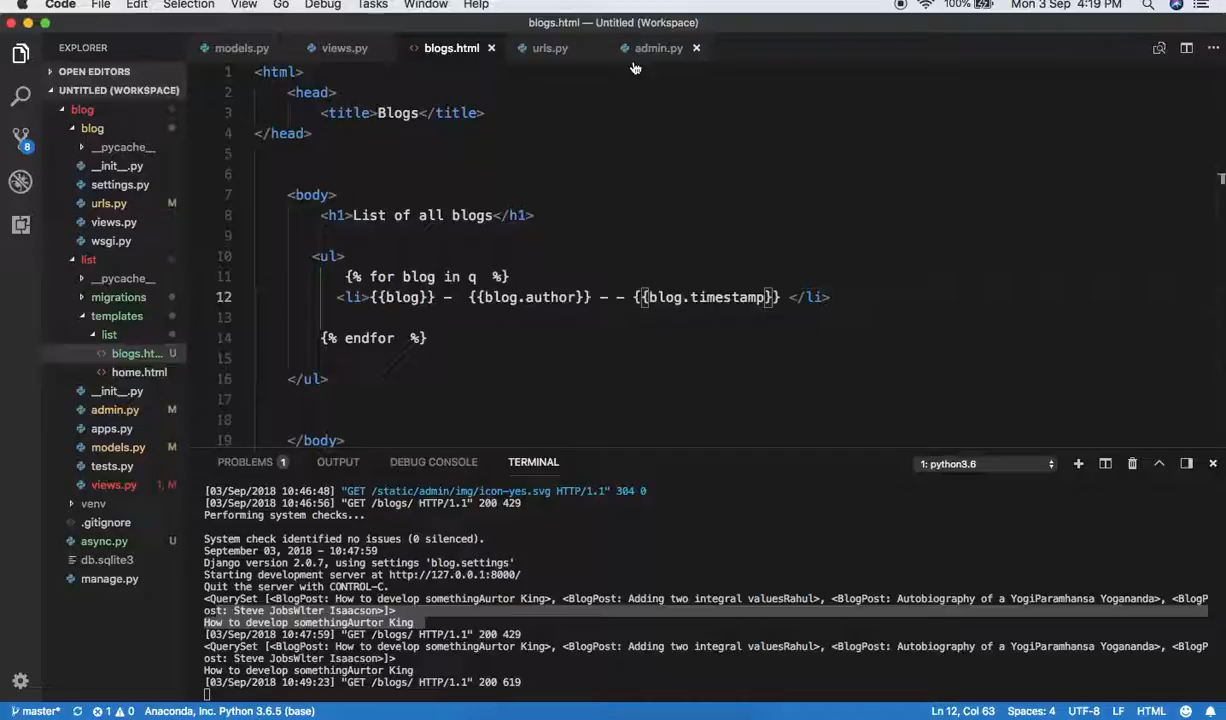 Code File Edit Selection View Go Debug Tasks Window Help 100% Mon 3 Sep 4:19 PM
blogs.html — Untitled (Workspace)
EXPLORER
OPEN EDITORS
UNTITLED (WORKSPACE)
blog
blog
__pycache__
__init__.py
settings.py
urls.py M
views.py
wsgi.py
list
__pycache__
migrations
templates
list
blogs.ht... U
home.html
__init__.py
admin.py M
apps.py
models.py M
tests.py
views.py 1, M
venv
.gitignore
async.py U
db.sqlite3
manage.py
8
models.py views.py blogs.html urls.py admin.py
1 <html>
2 <head>
3 <title>Blogs</title>
4 </head>
5
6
7 <body>
8 <h1>List of all blogs</h1>
9
10 <ul>
11 {% for blog in q %}
12 <li>{{blog}} - {{blog.author}} - - {{blog.timestamp}} </li>
13
14 {% endfor %}
15
16 </ul>
17
18
19 </body>
PROBLEMS 1 OUTPUT DEBUG CONSOLE TERMINAL 1: python3.6
[03/Sep/2018 10:46:48] "GET /static/admin/img/icon-yes.svg HTTP/1.1" 304 0
[03/Sep/2018 10:46:56] "GET /blogs/ HTTP/1.1" 200 429
Performing system checks...
System check identified no issues (0 silenced).
September 03, 2018 - 10:47:59
Django version 2.0.7, using settings 'blog.settings'
Starting development server at http://127.0.0.1:8000/
Quit the server with CONTROL-C.
<QuerySet [<BlogPost: How to develop somethingAurtor King>, <BlogPost: Adding two integral valuesRahul>, <BlogPost: Autobiography of a YogiParamhansa Yogananda>, <BlogP
ost: Steve JobsWlter Isaacson>]>
How to develop somethingAurtor King
[03/Sep/2018 10:47:59] "GET /blogs/ HTTP/1.1" 200 429
<QuerySet [<BlogPost: How to develop somethingAurtor King>, <BlogPost: Adding two integral valuesRahul>, <BlogPost: Autobiography of a YogiParamhansa Yogananda>, <BlogP
ost: Steve JobsWlter Isaacson>]>
How to develop somethingAurtor King
[03/Sep/2018 10:49:23] "GET /blogs/ HTTP/1.1" 200 619
master* 1 0 Anaconda, Inc. Python 3.6.5 (base) Ln 12, Col 63 Spaces: 4 UTF-8 LF HTML